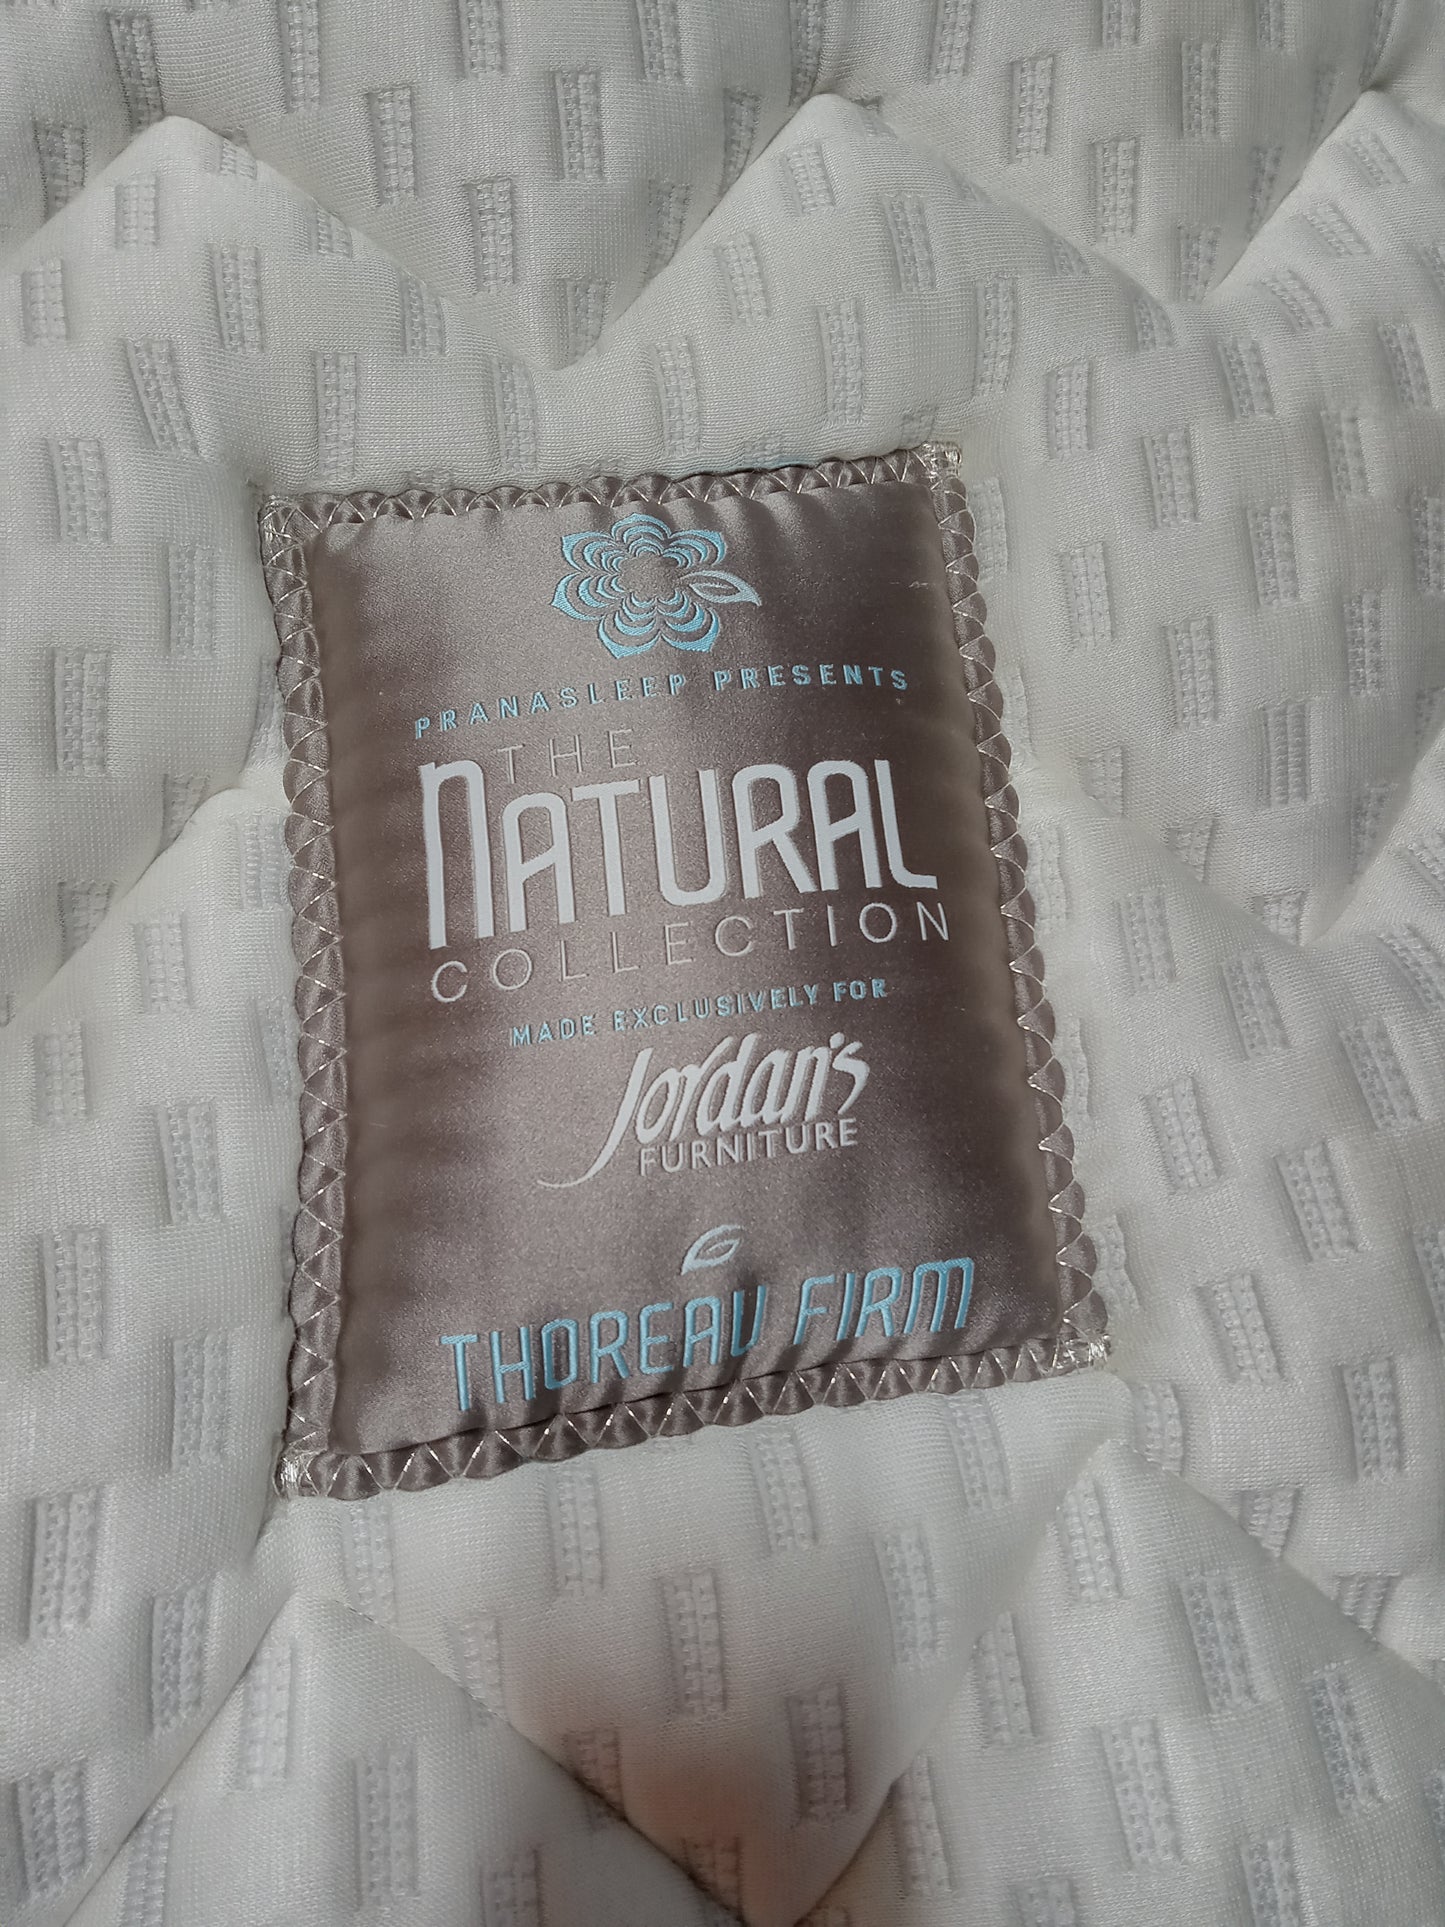 PRANASLEEP PRESENTS
THE
NATURAL
COLLECTION
MADE EXCLUSIVELY FOR
Jordan's
FURNITURE
THOREAU FIRM